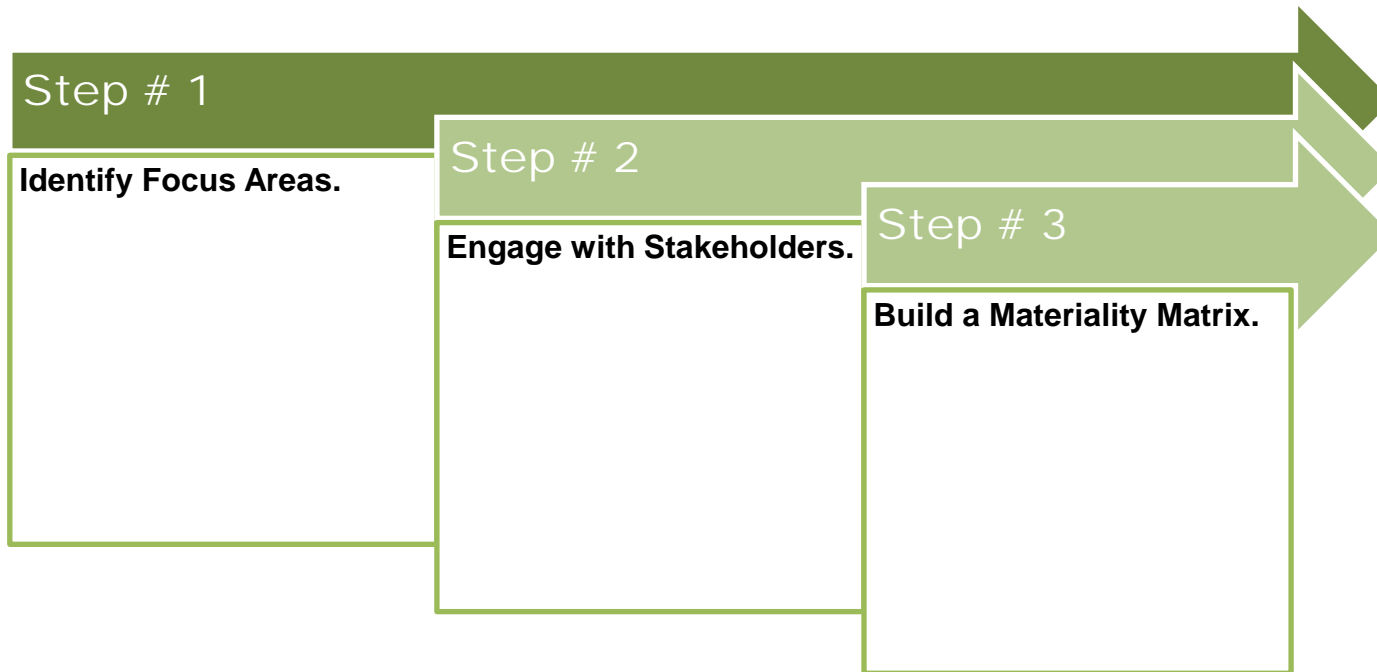 Step # 1
Identify Focus Areas.
Step # 2
Engage with Stakeholders.
Step # 3
Build a Materiality Matrix.